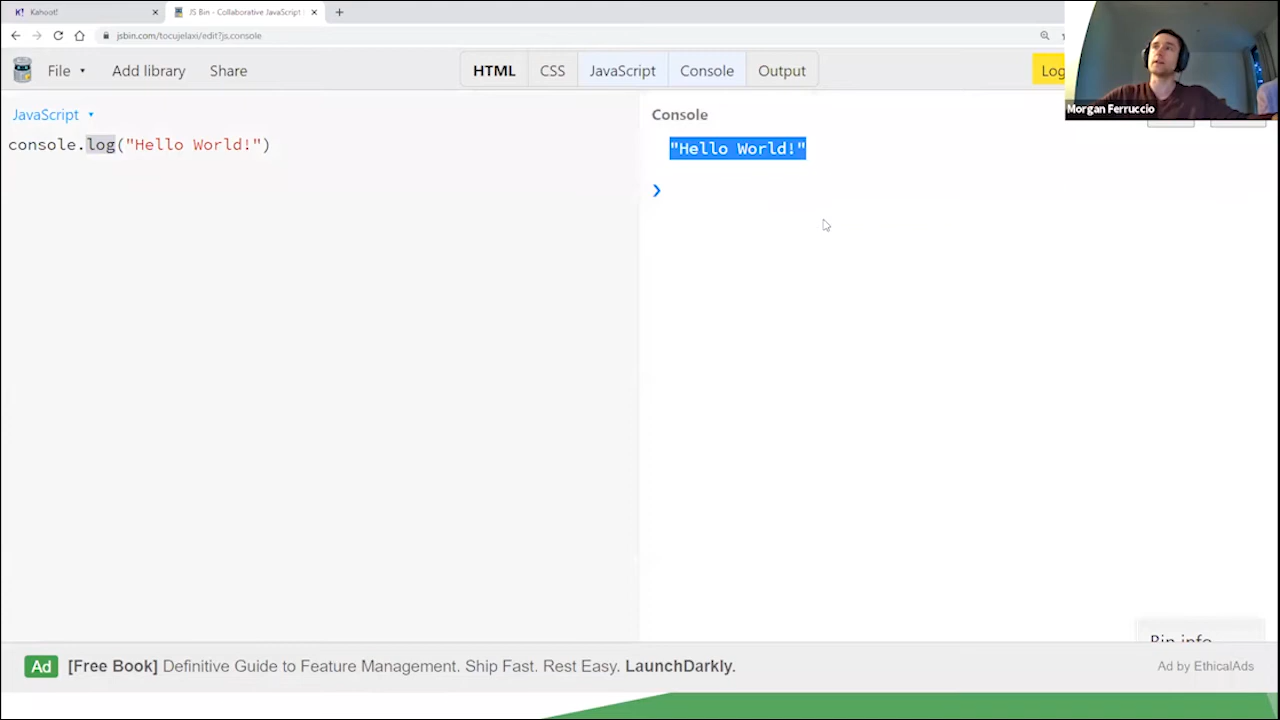 K! Kahoot!
JS Bin - Collaborative JavaScript
jsbin.com/tocujelaxi/edit?js,console
File
Add library
Share
HTML
CSS
JavaScript
Console
Output
Log
Morgan Ferruccio
JavaScript
Console
console.log("Hello World!")
"Hello World!"
Bin info
Ad
[Free Book] Definitive Guide to Feature Management. Ship Fast. Rest Easy. LaunchDarkly.
Ad by EthicalAds